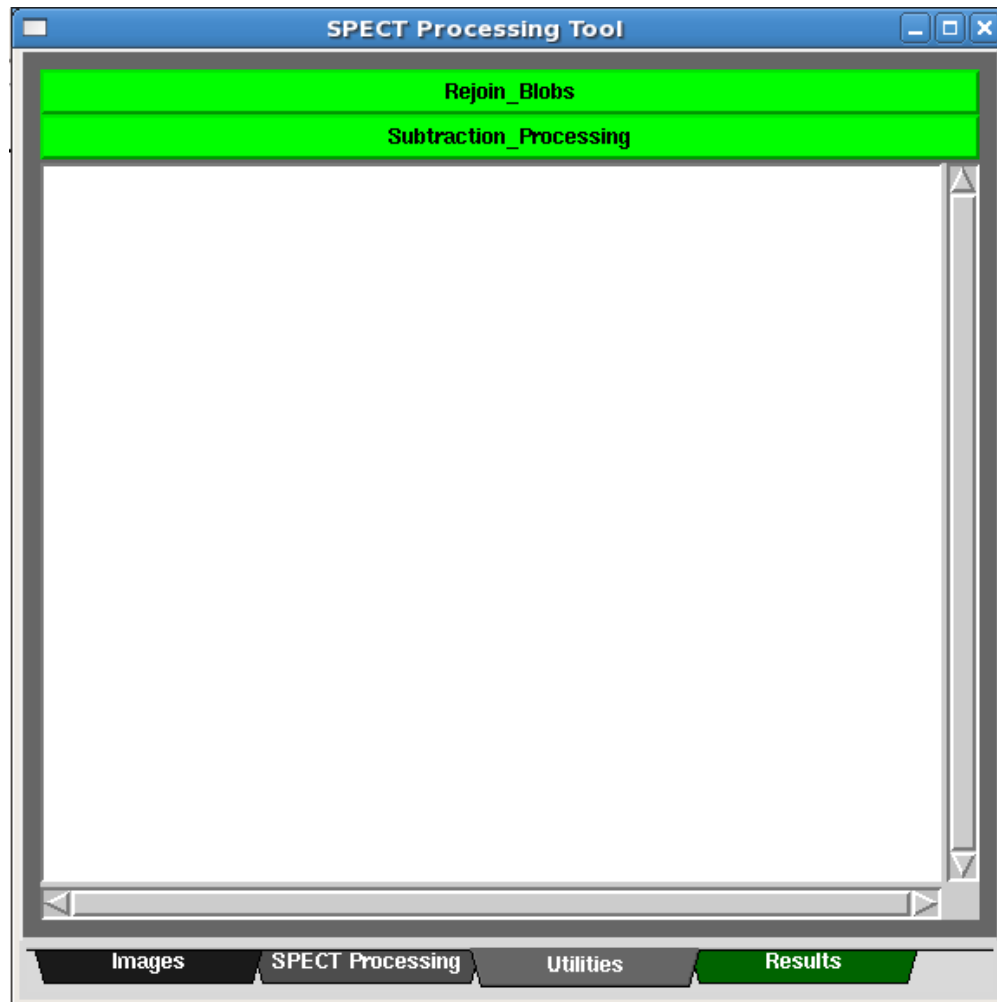 SPECT Processing Tool
Rejoin_Blobs
Subtraction_Processing
Images SPECT Processing Utilities Results